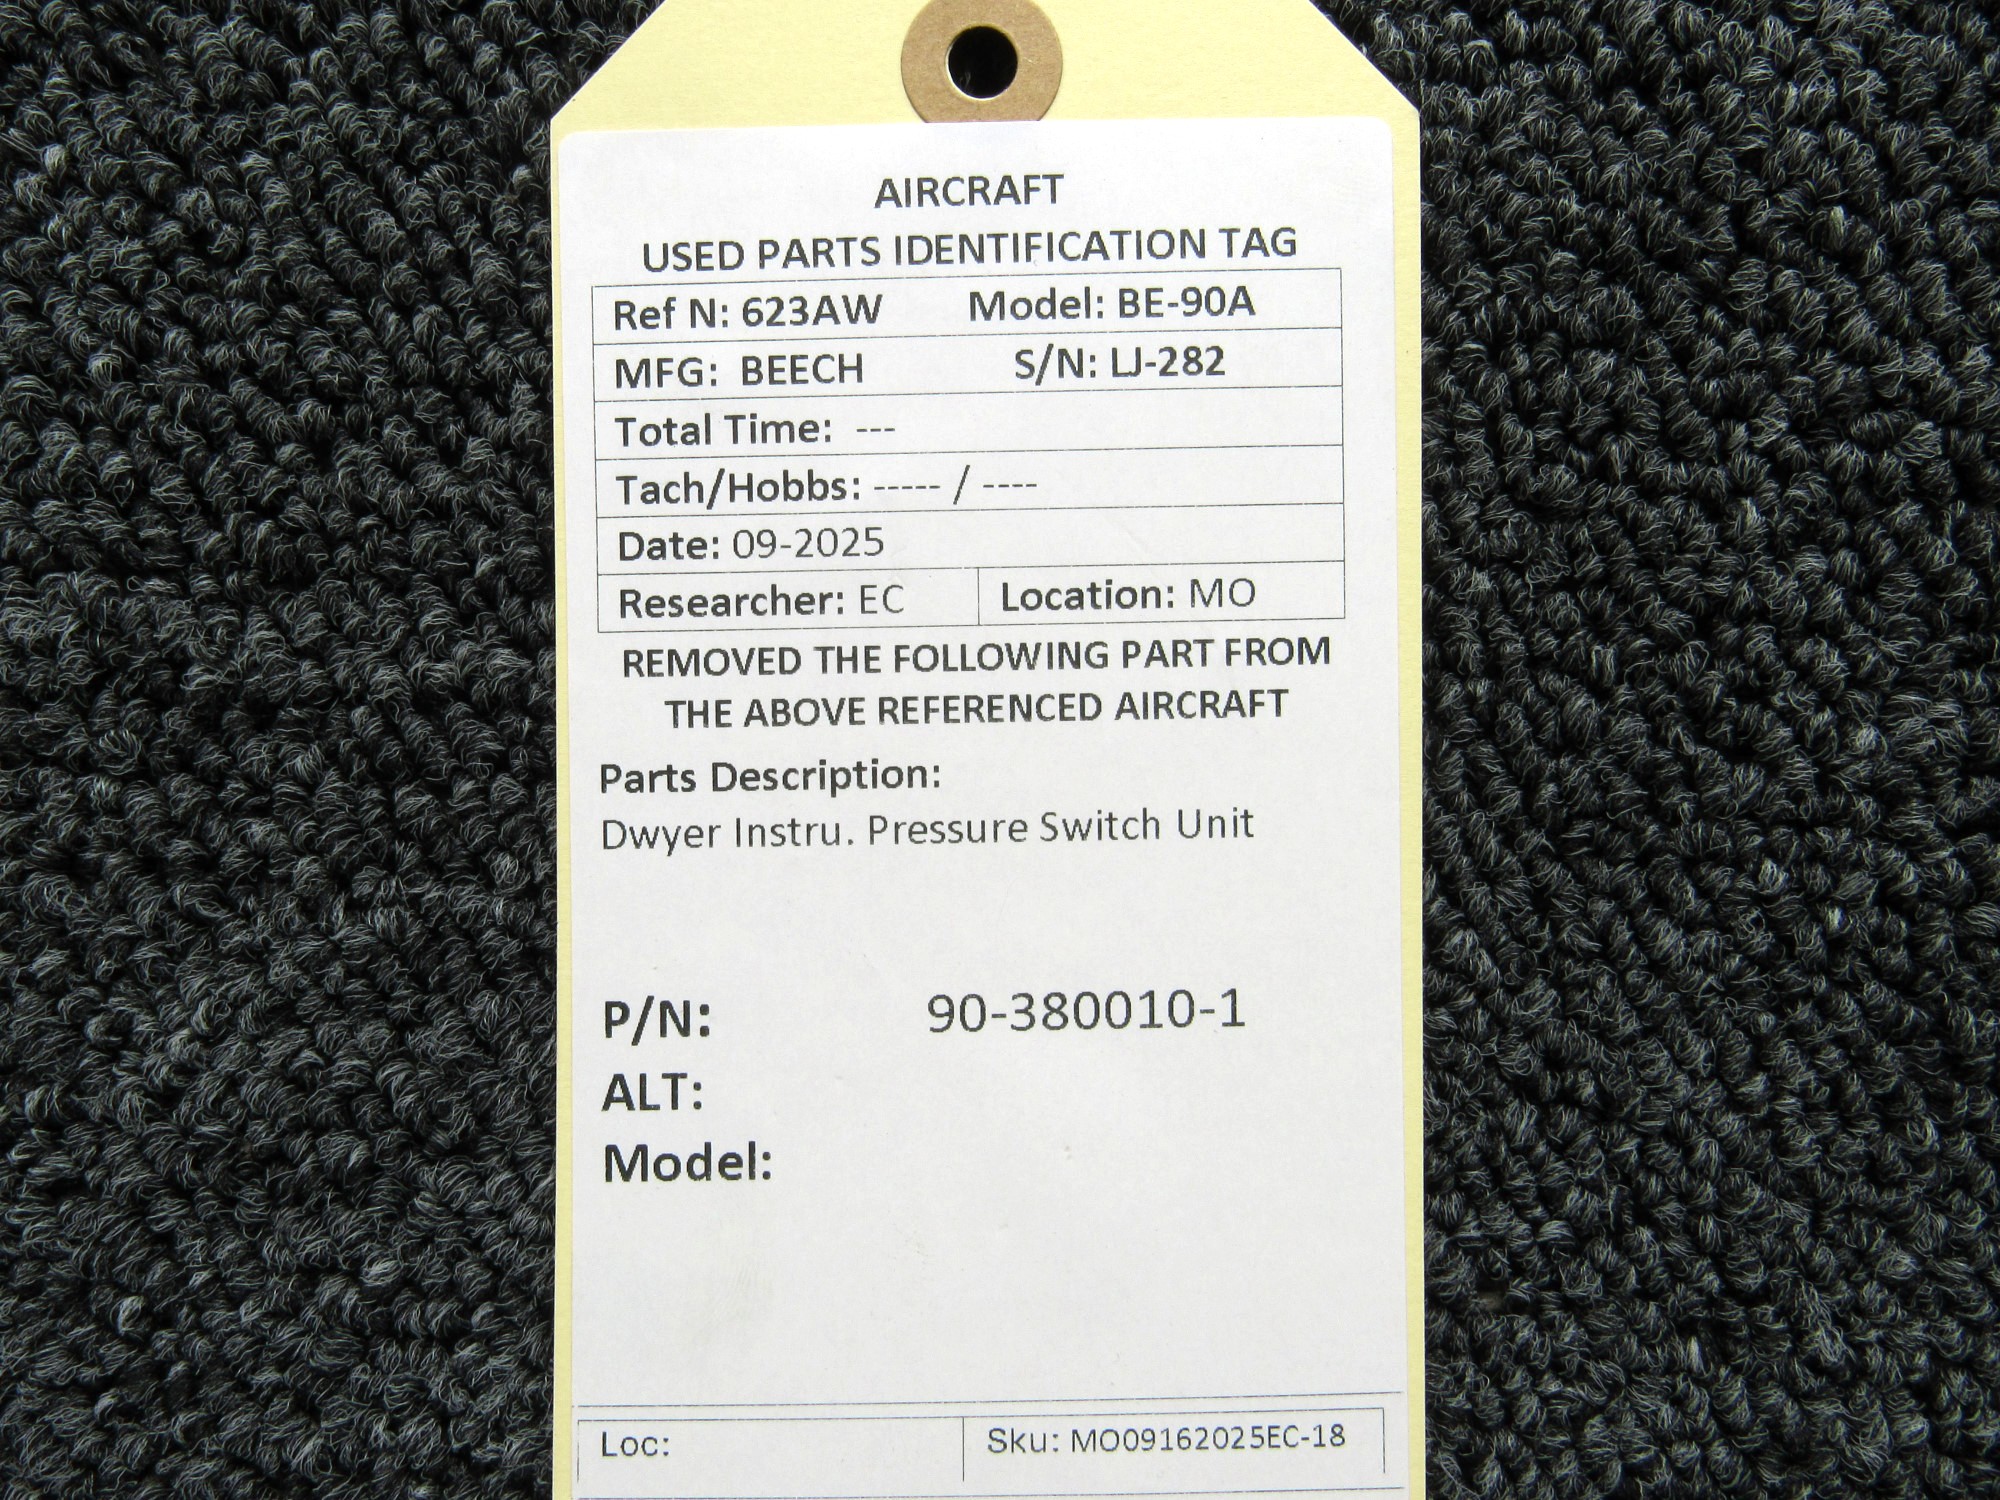 AIRCRAFT
USED PARTS IDENTIFICATION TAG
Ref N: 623AW Model: BE-90A
MFG: BEECH S/N: LJ-282
Total Time: ---
Tach/Hobbs: ----- / ----
Date: 09-2025
Researcher: EC Location: MO
REMOVED THE FOLLOWING PART FROM
THE ABOVE REFERENCED AIRCRAFT
Parts Description:
Dwyer Instru. Pressure Switch Unit
P/N: 90-380010-1
ALT:
Model:
Loc: Sku: MO09162025EC-18